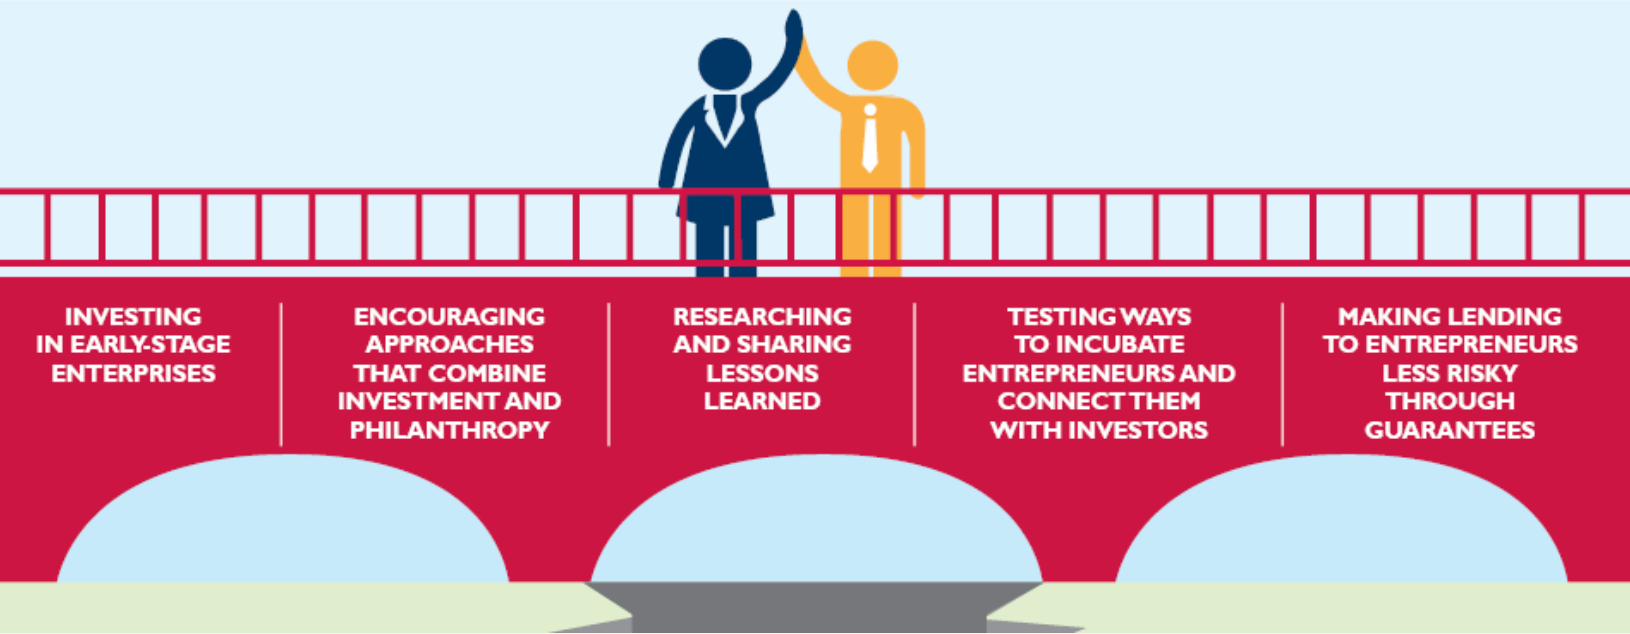 INVESTING
IN EARLY-STAGE
ENTERPRISES
ENCOURAGING
APPROACHES
THAT COMBINE
INVESTMENT AND
PHILANTHROPY
RESEARCHING
AND SHARING
LESSONS
LEARNED
TESTING WAYS
TO INCUBATE
ENTREPRENEURS AND
CONNECT THEM
WITH INVESTORS
MAKING LENDING
TO ENTREPRENEURS
LESS RISKY
THROUGH
GUARANTEES